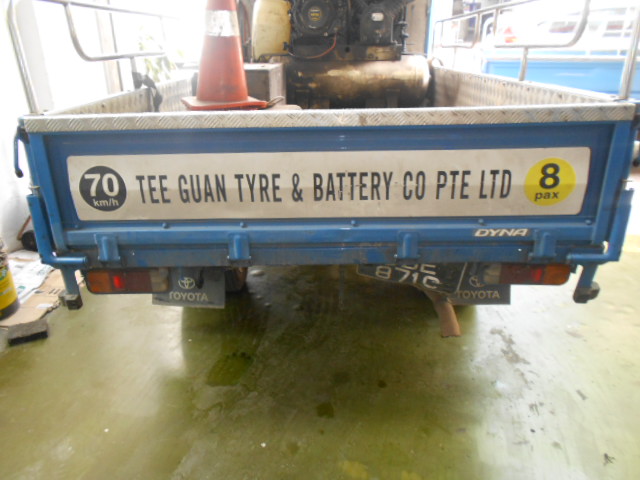 70
km/h
TEE GUAN TYRE & BATTERY CO PTE LTD
8
pax
DYNA
TOYOTA
TOYOTA